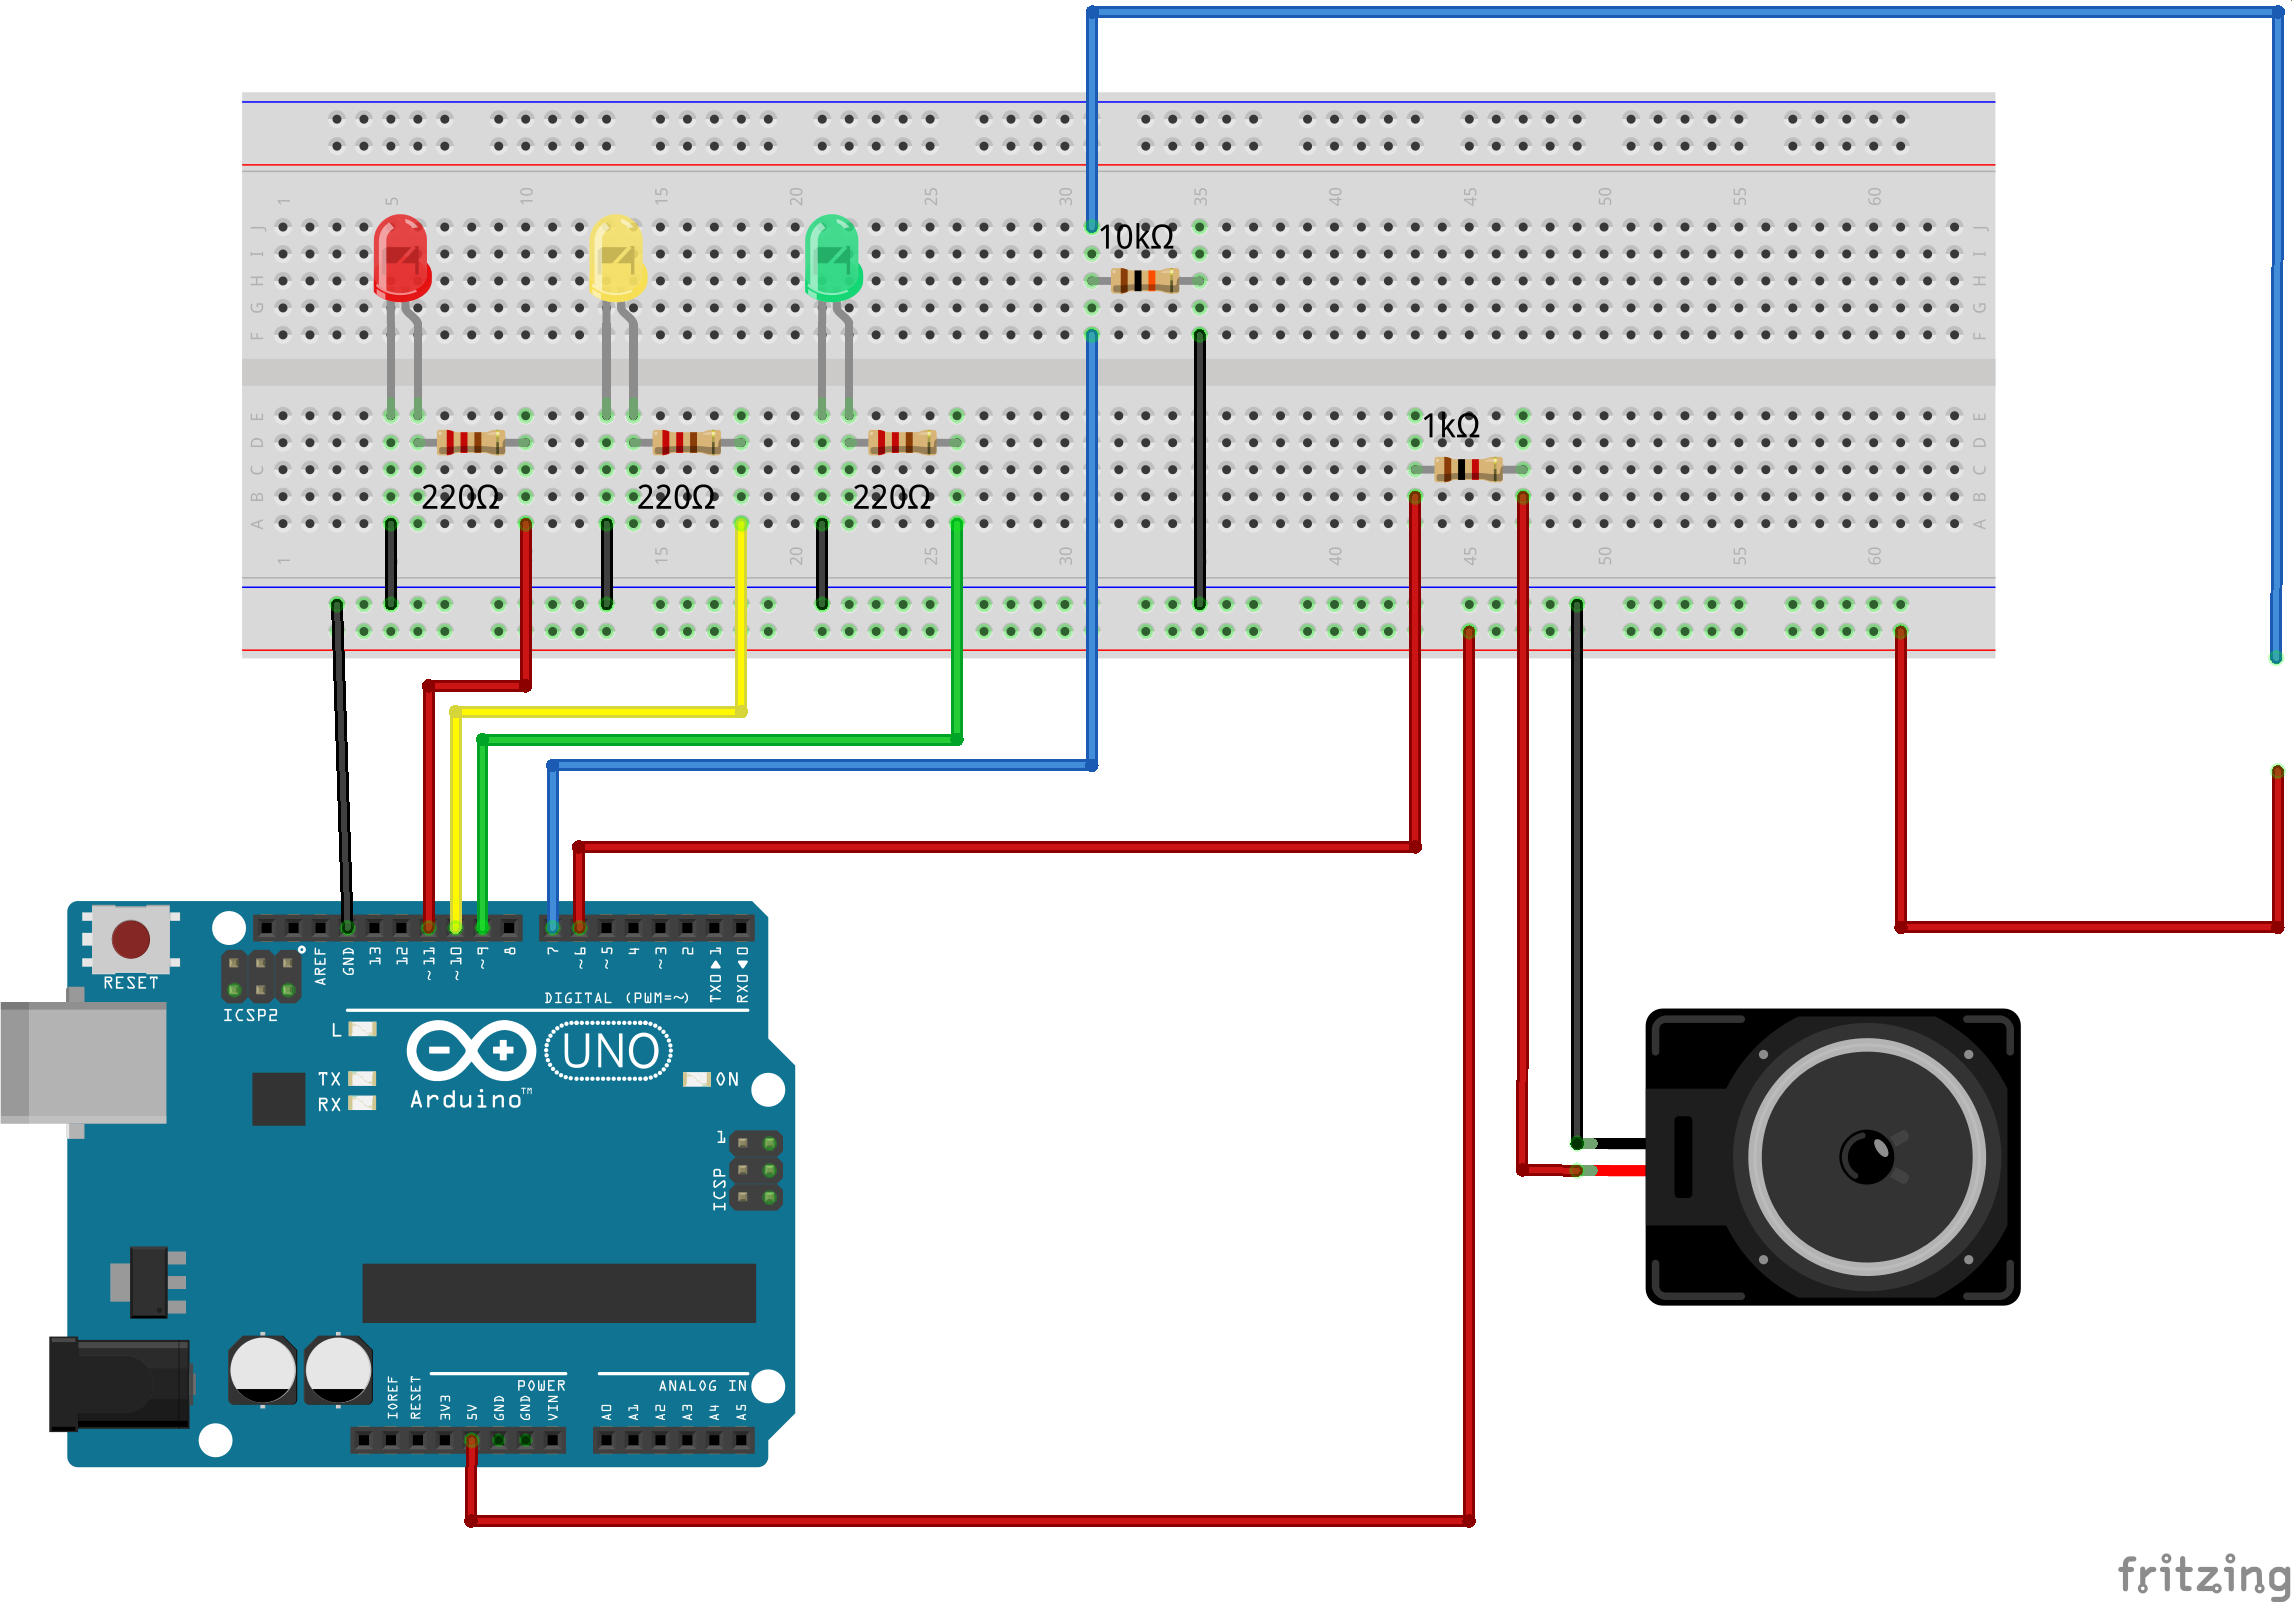 1 5 10 15 20 25 30 35 40 45 50 55 60
J J
I I
H H
G G
F F
10kΩ
E E
D D
C C
B B
A A
1kΩ
220Ω 220Ω 220Ω
1 15 20 25 30 40 45 50 55 60
RESET
ICSP2
AREF
GND
13
12
~11
~10
~9
8
7
~6
~5
4
~3
2
TX0▶1
RX0◀0
DIGITAL (PWM=~)
L
TX
RX
UNO
Arduino™
ON
1
ICSP
IOREF
RESET
3V3
5V
GND
GND
VIN
POWER
ANALOG IN
A0
A1
A2
A3
A4
A5
fritzing